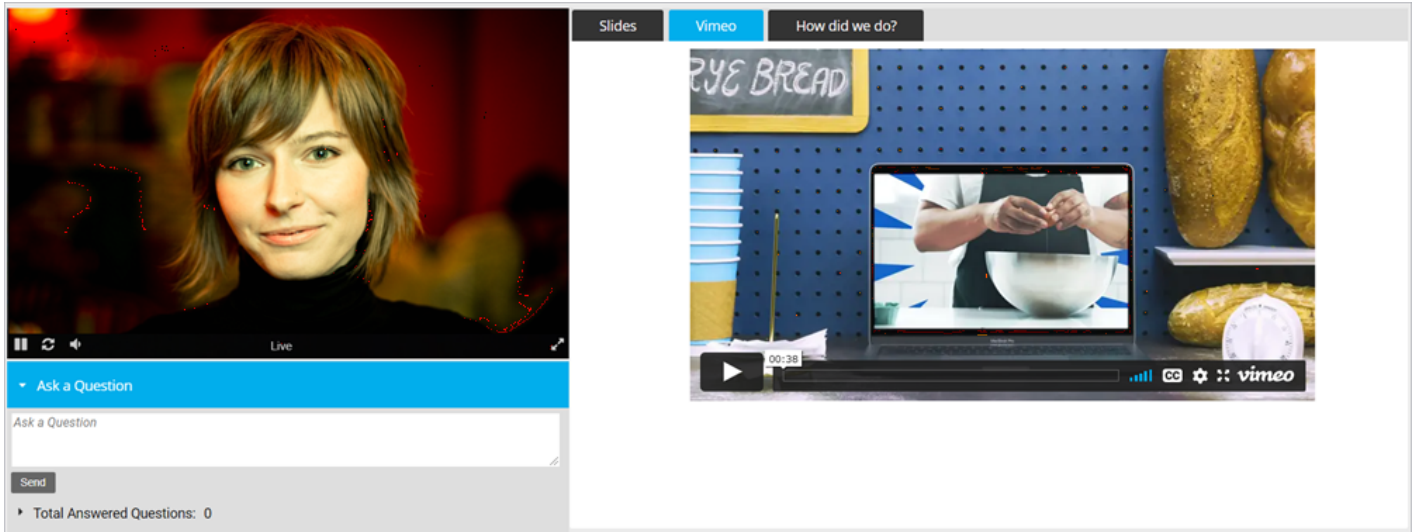 Slides
Vimeo
How did we do?
RYE BREAD
Live
00:38
CC
vimeo
Ask a Question
Ask a Question
Send
Total Answered Questions: 0